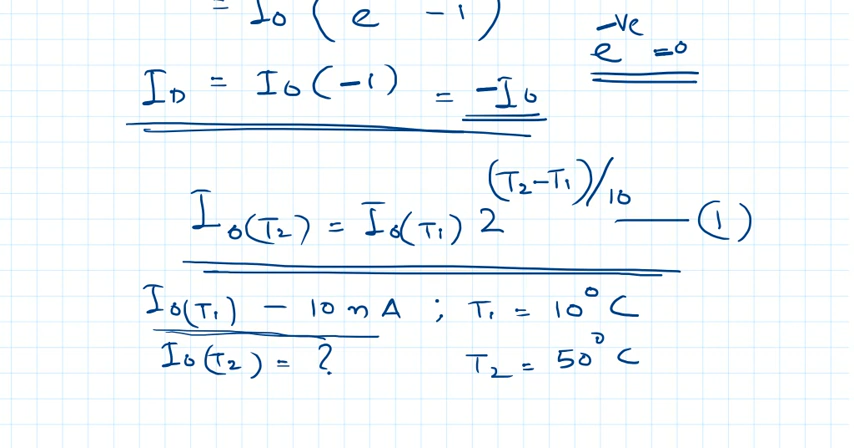 = I0 ( e -1 )
-ve
e =0
ID = I0 (-1) = -I0
I0(T2) = I0(T1) 2^(T2-T1)/10 — (1)
I0(T1) - 10 nA ; T1 = 10°C
I0(T2) = ? T2 = 50°C